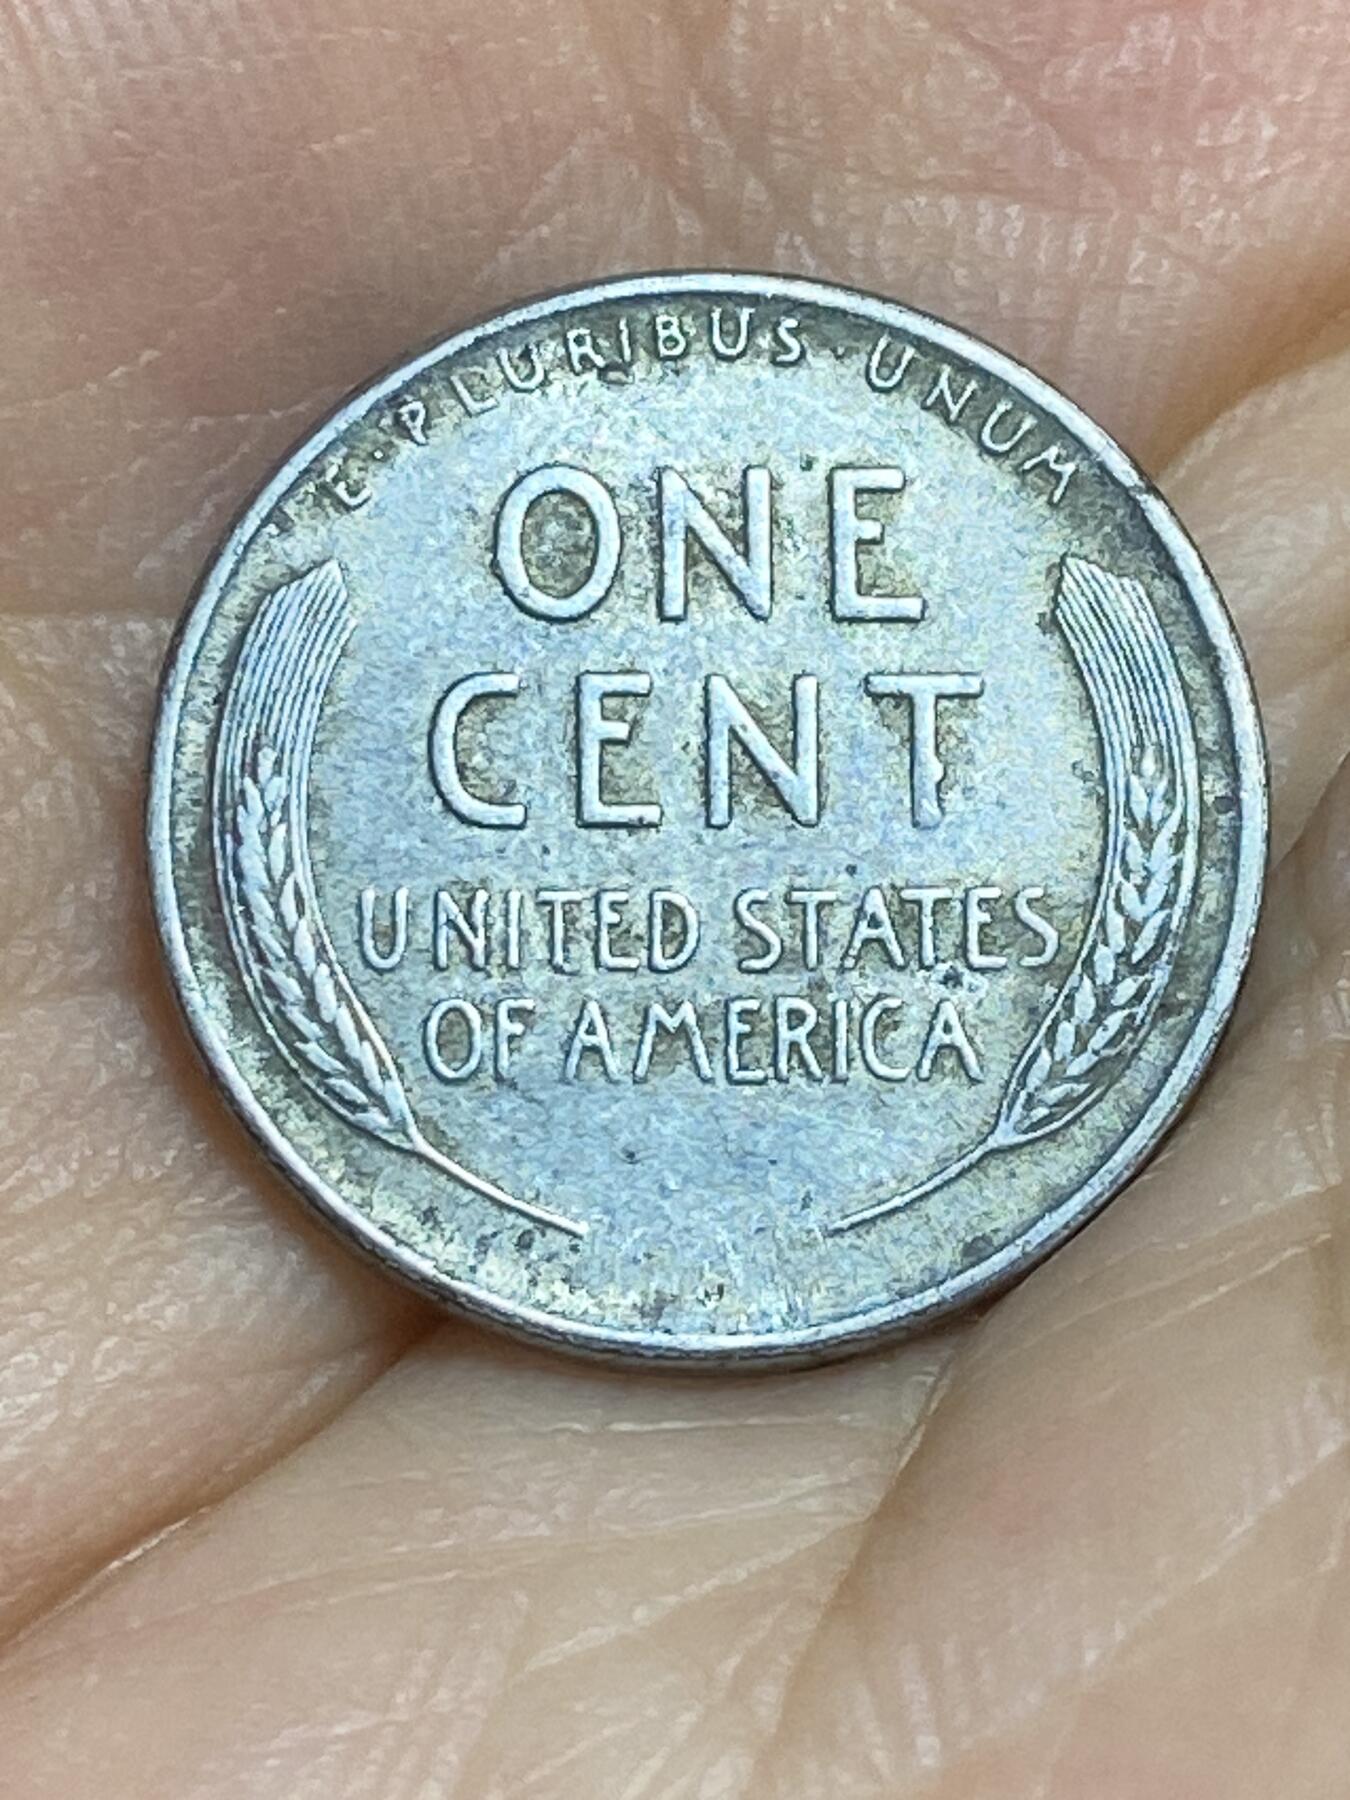 E · PLURIBUS · UNUM
ONE
CENT
UNITED STATES
OF AMERICA